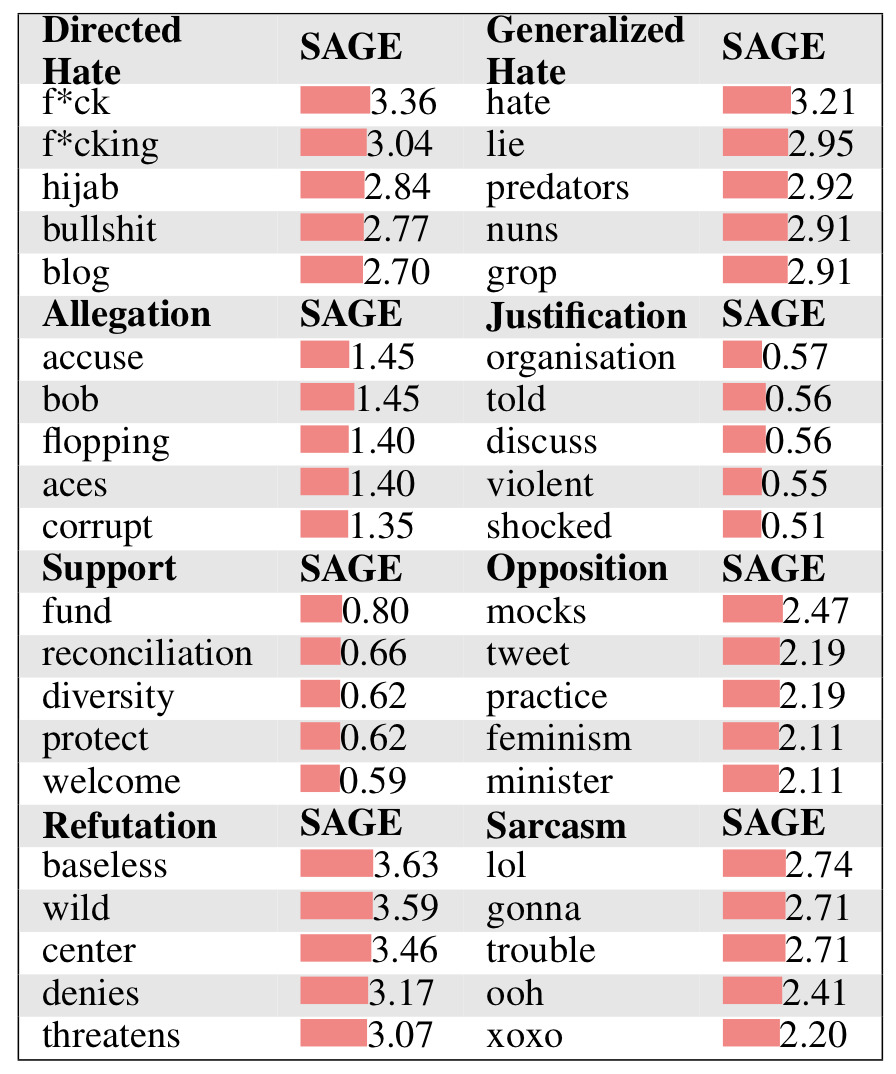 Directed Hate SAGE Generalized Hate SAGE
f*ck 3.36 hate 3.21
f*cking 3.04 lie 2.95
hijab 2.84 predators 2.92
bullshit 2.77 nuns 2.91
blog 2.70 grop 2.91
Allegation SAGE Justification SAGE
accuse 1.45 organisation 0.57
bob 1.45 told 0.56
flopping 1.40 discuss 0.56
aces 1.40 violent 0.55
corrupt 1.35 shocked 0.51
Support SAGE Opposition SAGE
fund 0.80 mocks 2.47
reconciliation 0.66 tweet 2.19
diversity 0.62 practice 2.19
protect 0.62 feminism 2.11
welcome 0.59 minister 2.11
Refutation SAGE Sarcasm SAGE
baseless 3.63 lol 2.74
wild 3.59 gonna 2.71
center 3.46 trouble 2.71
denies 3.17 ooh 2.41
threatens 3.07 xoxo 2.20